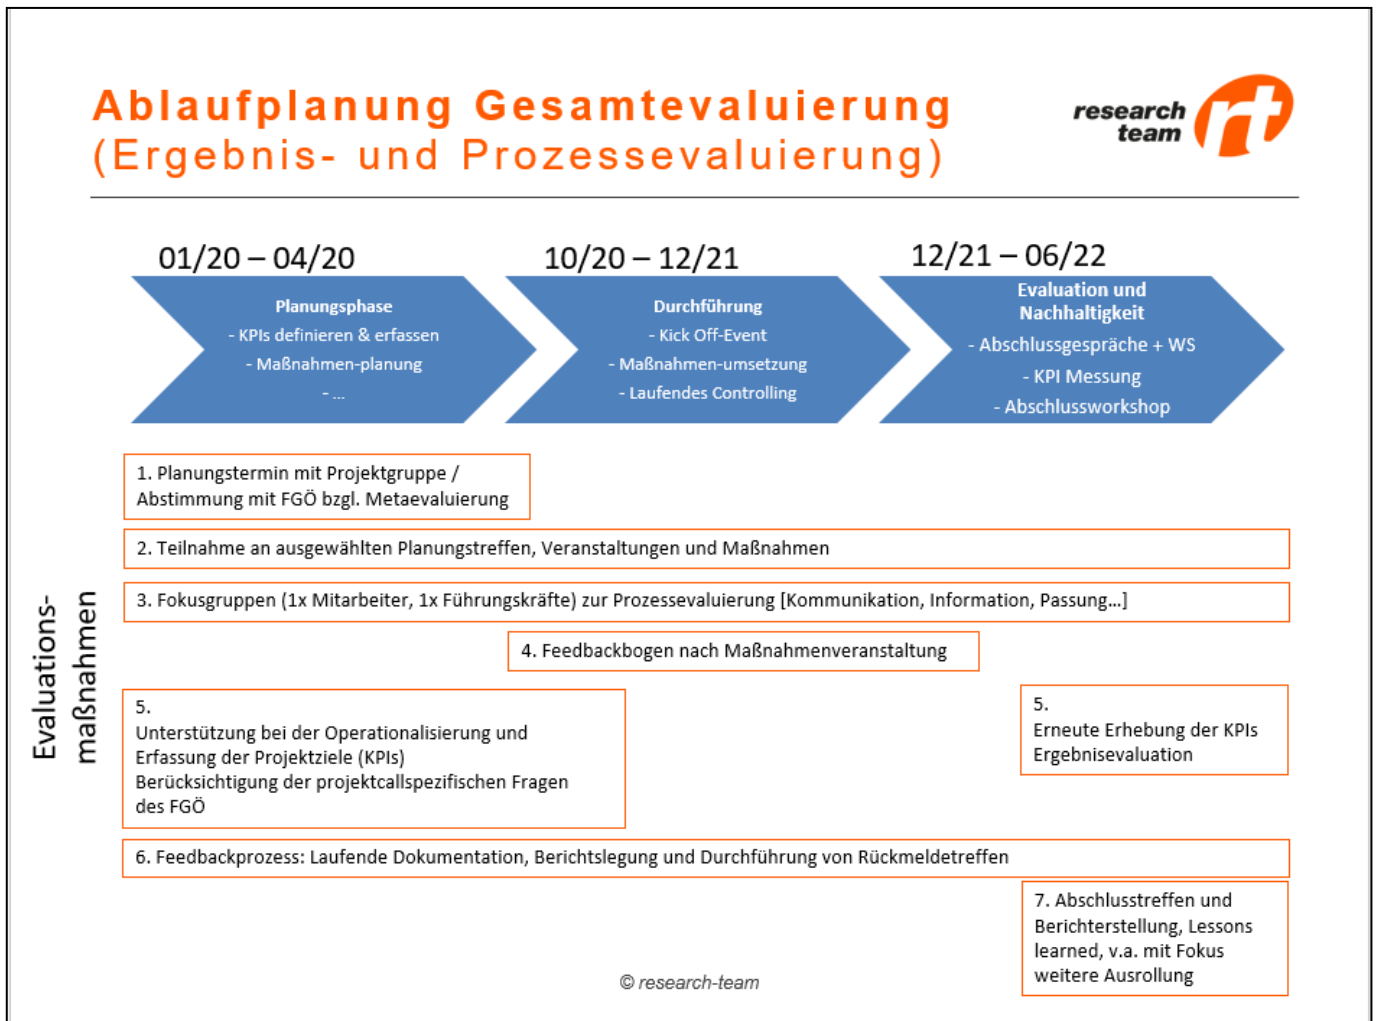 Ablaufplanung Gesamtevaluierung
(Ergebnis- und Prozessevaluierung)
research
team
rt
01/20 – 04/20
Planungsphase
- KPIs definieren & erfassen
- Maßnahmen-planung
- ...
10/20 – 12/21
Durchführung
- Kick Off-Event
- Maßnahmen-umsetzung
- Laufendes Controlling
12/21 – 06/22
Evaluation und
Nachhaltigkeit
- Abschlussgespräche + WS
- KPI Messung
- Abschlussworkshop
Evaluations-
maßnahmen
1. Planungstermin mit Projektgruppe /
Abstimmung mit FGÖ bzgl. Metaevaluierung
2. Teilnahme an ausgewählten Planungstreffen, Veranstaltungen und Maßnahmen
3. Fokusgruppen (1x Mitarbeiter, 1x Führungskräfte) zur Prozessevaluierung [Kommunikation, Information, Passung…]
4. Feedbackbogen nach Maßnahmenveranstaltung
5.
Unterstützung bei der Operationalisierung und
Erfassung der Projektziele (KPIs)
Berücksichtigung der projektcallspezifischen Fragen
des FGÖ
5.
Erneute Erhebung der KPIs
Ergebnisevaluation
6. Feedbackprozess: Laufende Dokumentation, Berichtslegung und Durchführung von Rückmeldetreffen
7. Abschlusstreffen und
Berichterstellung, Lessons
learned, v.a. mit Fokus
weitere Ausrollung
© research-team